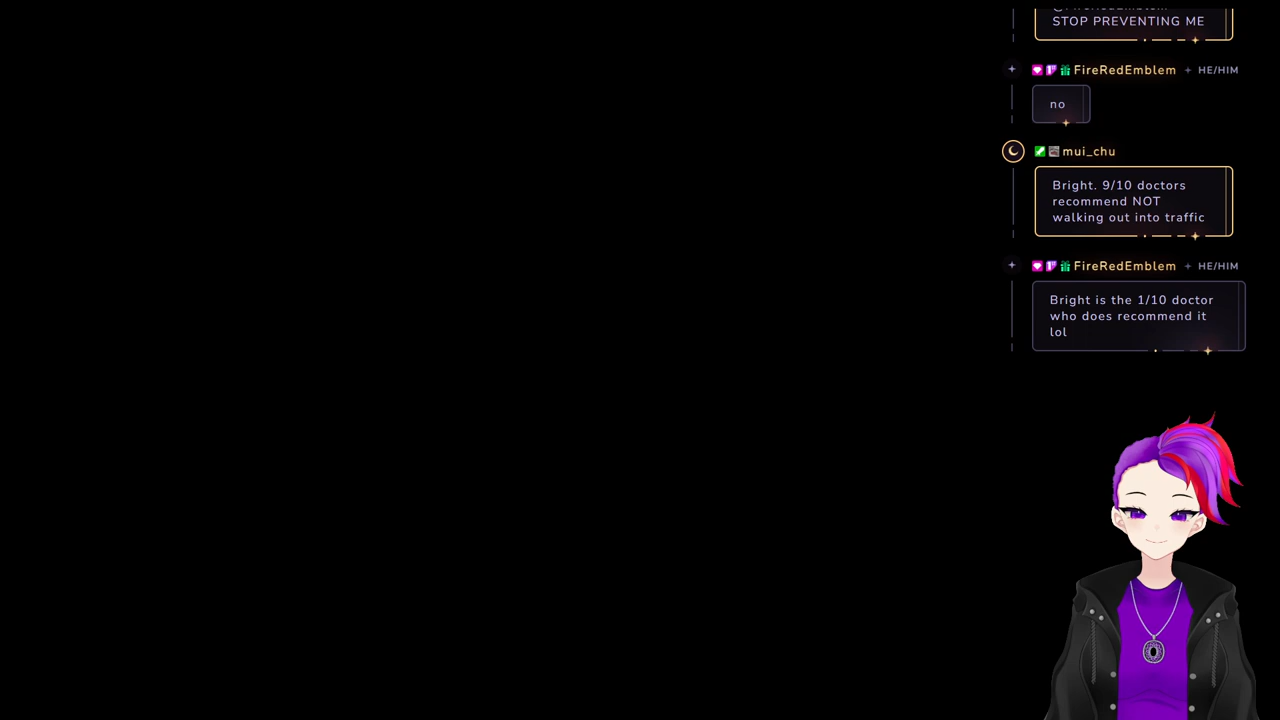 STOP PREVENTING ME
FireRedEmblem HE/HIM
no
mui_chu
Bright. 9/10 doctors
recommend NOT
walking out into traffic
FireRedEmblem HE/HIM
Bright is the 1/10 doctor
who does recommend it
lol